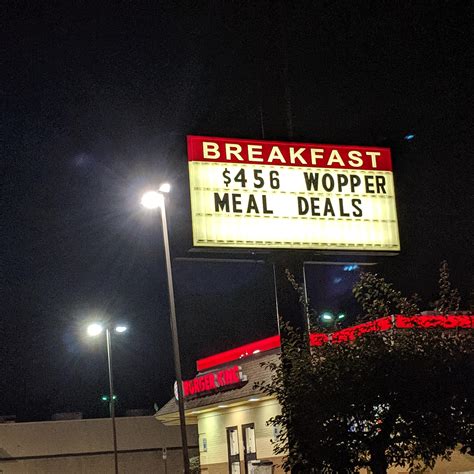 BREAKFAST
$456 WOPPER
MEAL DEALS
BURGER KING